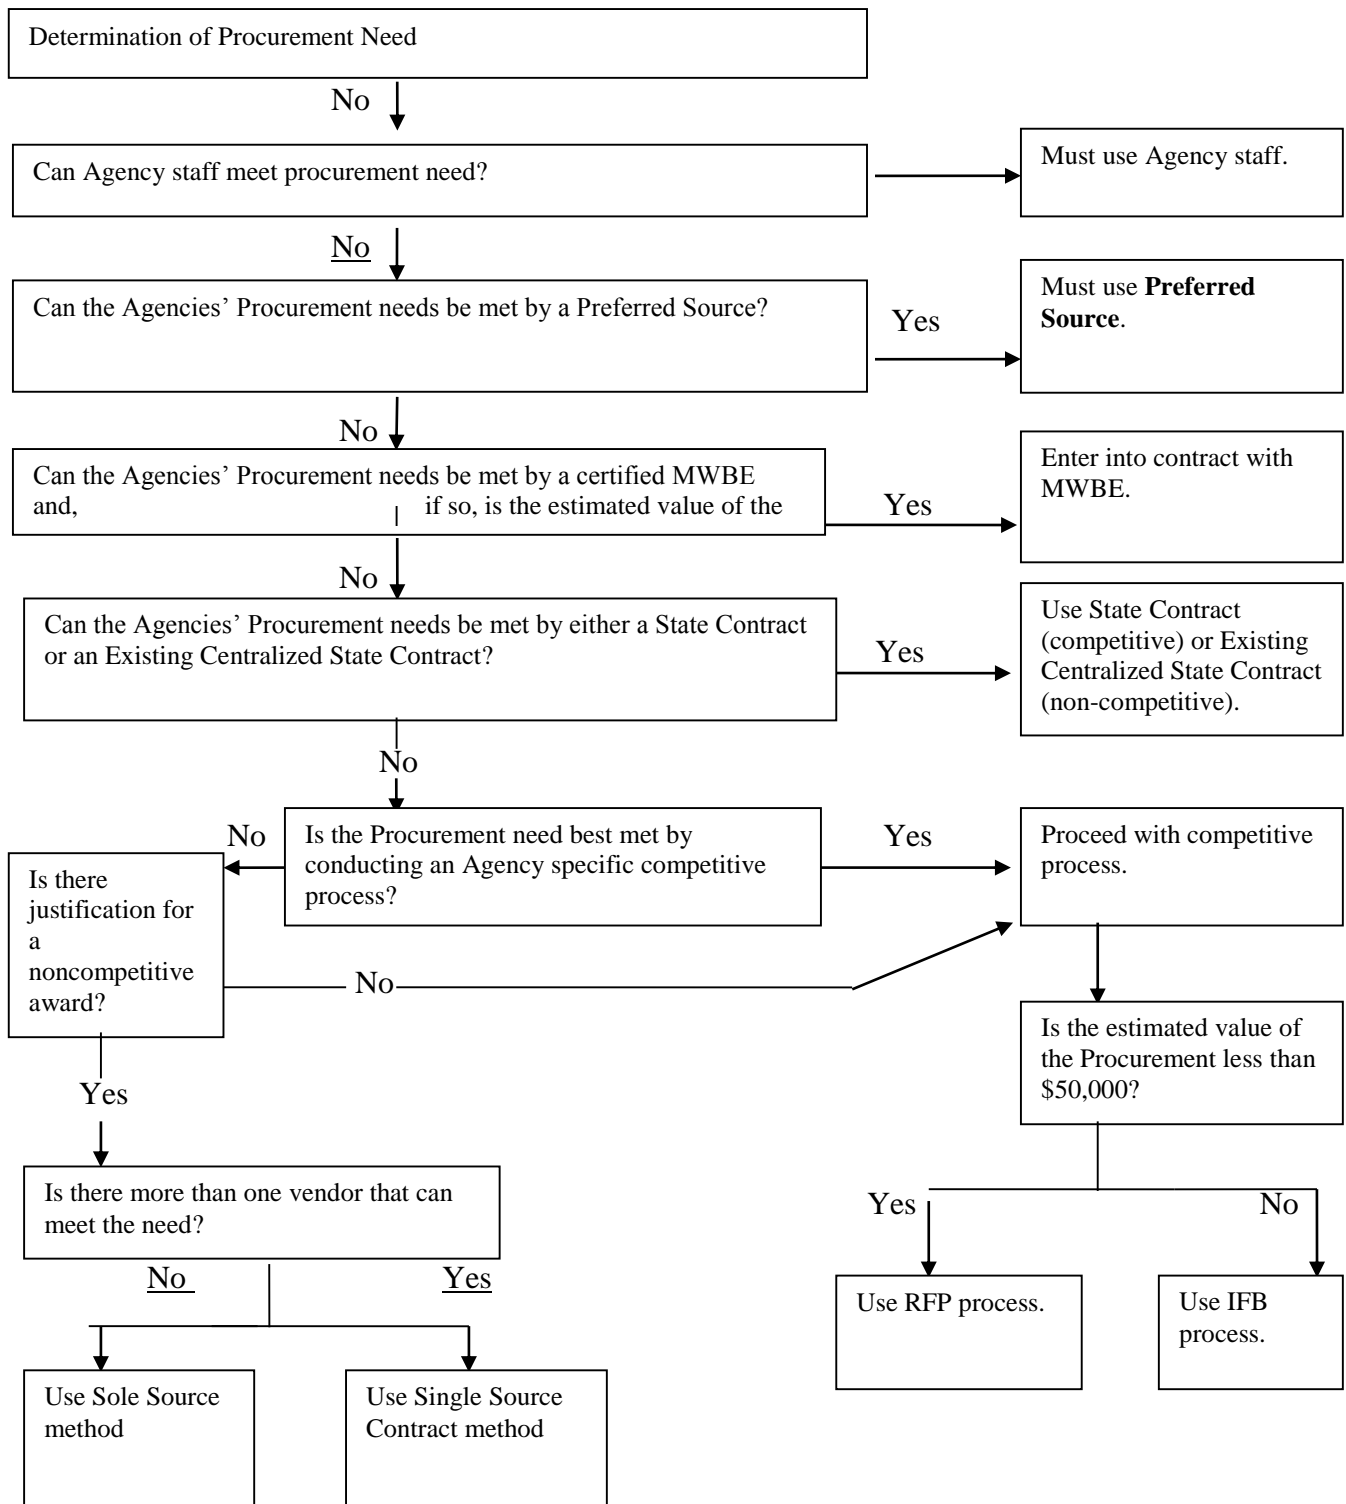 Determination of Procurement Need
No
Can Agency staff meet procurement need?
Must use Agency staff.
No
Can the Agencies’ Procurement needs be met by a Preferred Source?
Yes
Must use Preferred
Source.
No
Can the Agencies’ Procurement needs be met by a certified MWBE
and, if so, is the estimated value of the
Yes
Enter into contract with
MWBE.
No
Can the Agencies’ Procurement needs be met by either a State Contract
or an Existing Centralized State Contract?
Yes
Use State Contract
(competitive) or Existing
Centralized State Contract
(non-competitive).
No
Is the Procurement need best met by
conducting an Agency specific competitive
process?
Yes
Proceed with competitive
process.
No
Is there
justification for
a
noncompetitive
award?
No
Is the estimated value of
the Procurement less than
$50,000?
Yes
Is there more than one vendor that can
meet the need?
Yes
No
Use RFP process.
Use IFB
process.
No
Yes
Use Sole Source
method
Use Single Source
Contract method